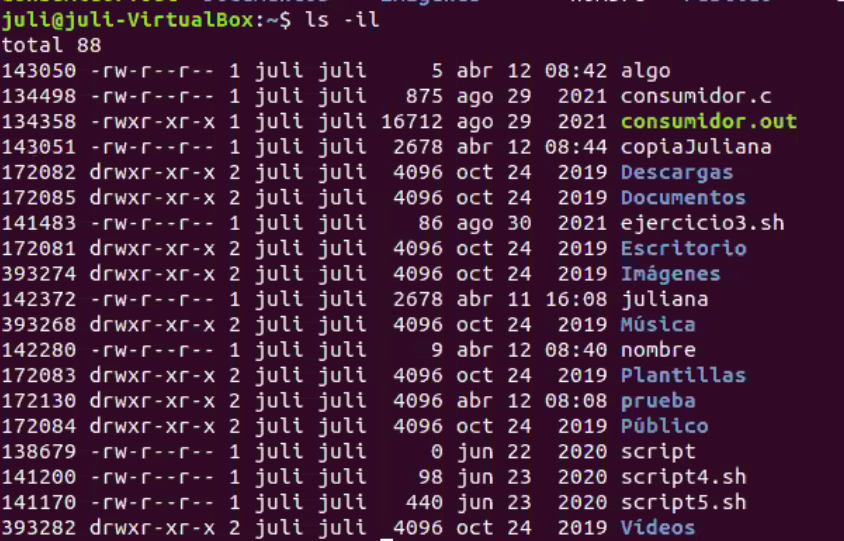 juli@juli-VirtualBox:~$ ls -il
total 88
143050 -rw-r--r-- 1 juli juli     5 abr 12 08:42 algo
134498 -rw-r--r-- 1 juli juli   875 ago 29  2021 consumidor.c
134358 -rwxr-xr-x 1 juli juli 16712 ago 29  2021 consumidor.out
143051 -rw-r--r-- 1 juli juli  2678 abr 12 08:44 copiaJuliana
172082 drwxr-xr-x 2 juli juli  4096 oct 24  2019 Descargas
172085 drwxr-xr-x 2 juli juli  4096 oct 24  2019 Documentos
141483 -rw-r--r-- 1 juli juli    86 ago 30  2021 ejercicio3.sh
172081 drwxr-xr-x 2 juli juli  4096 oct 24  2019 Escritorio
393274 drwxr-xr-x 2 juli juli  4096 oct 24  2019 Imágenes
142372 -rw-r--r-- 1 juli juli  2678 abr 11 16:08 juliana
393268 drwxr-xr-x 2 juli juli  4096 oct 24  2019 Música
142280 -rw-r--r-- 1 juli juli     9 abr 12 08:40 nombre
172083 drwxr-xr-x 2 juli juli  4096 oct 24  2019 Plantillas
172130 drwxr-xr-x 2 juli juli  4096 abr 12 08:08 prueba
172084 drwxr-xr-x 2 juli juli  4096 oct 24  2019 Público
138679 -rw-r--r-- 1 juli juli     0 jun 22  2020 script
141200 -rw-r--r-- 1 juli juli    98 jun 23  2020 script4.sh
141170 -rw-r--r-- 1 juli juli   440 jun 23  2020 script5.sh
393282 drwxr-xr-x 2 juli juli  4096 oct 24  2019 Vídeos